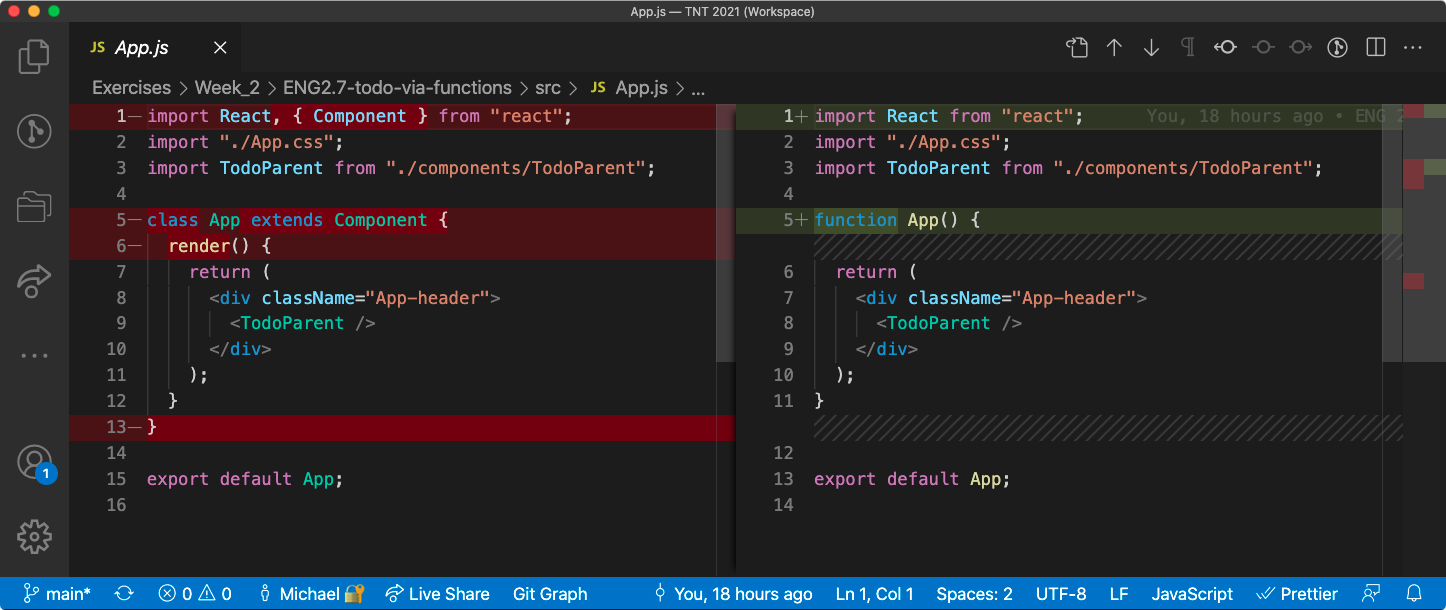 App.js — TNT 2021 (Workspace)
JS App.js
Exercises > Week_2 > ENG2.7-todo-via-functions > src > JS App.js > ...
1— import React, { Component } from "react";
2 import "./App.css";
3 import TodoParent from "./components/TodoParent";
4
5— class App extends Component {
6—   render() {
7     return (
8       <div className="App-header">
9         <TodoParent />
10       </div>
11     );
12   }
13— }
14
15 export default App;
16
1+ import React from "react"; You, 18 hours ago • ENG 2
2 import "./App.css";
3 import TodoParent from "./components/TodoParent";
4
5+ function App() {
6   return (
7     <div className="App-header">
8       <TodoParent />
9     </div>
10   );
11 }
12
13 export default App;
14
1
main* 0 0 Michael 🔐 Live Share Git Graph You, 18 hours ago Ln 1, Col 1 Spaces: 2 UTF-8 LF JavaScript Prettier